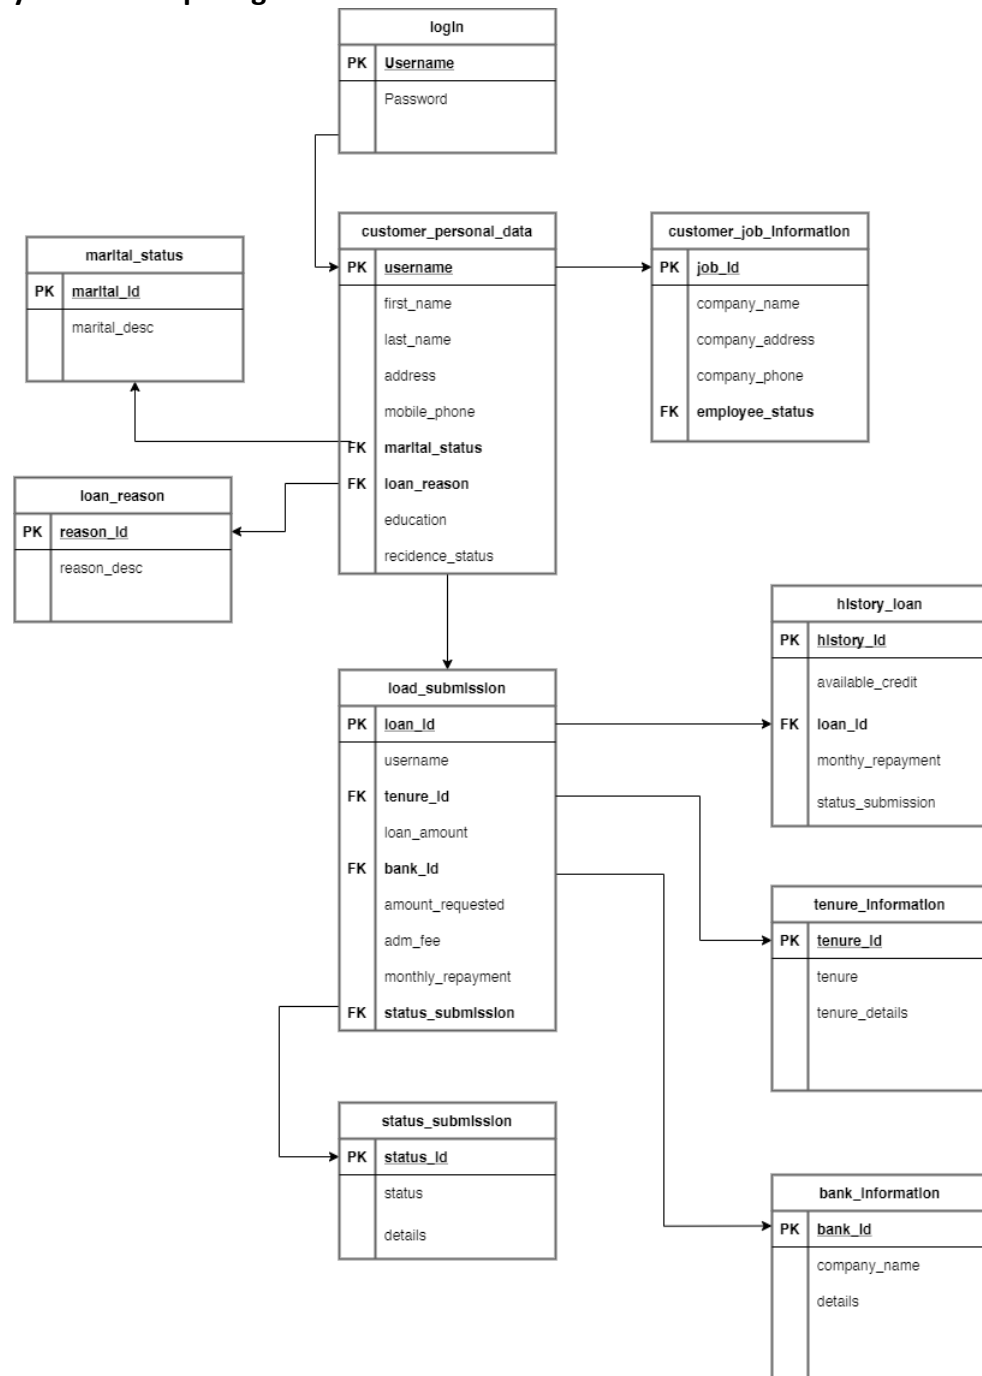 logIn
PK Username
Password
customer_personal_data
PK username
first_name
last_name
address
mobile_phone
FK marital_status
FK loan_reason
education
recidence_status
customer_job_information
PK job_id
company_name
company_address
company_phone
FK employee_status
marital_status
PK marital_id
marital_desc
loan_reason
PK reason_id
reason_desc
history_loan
PK history_id
available_credit
FK loan_id
monthy_repayment
status_submission
load_submission
PK loan_id
username
FK tenure_id
loan_amount
FK bank_id
amount_requested
adm_fee
monthly_repayment
FK status_submission
tenure_information
PK tenure_id
tenure
tenure_details
status_submission
PK status_id
status
details
bank_information
PK bank_id
company_name
details